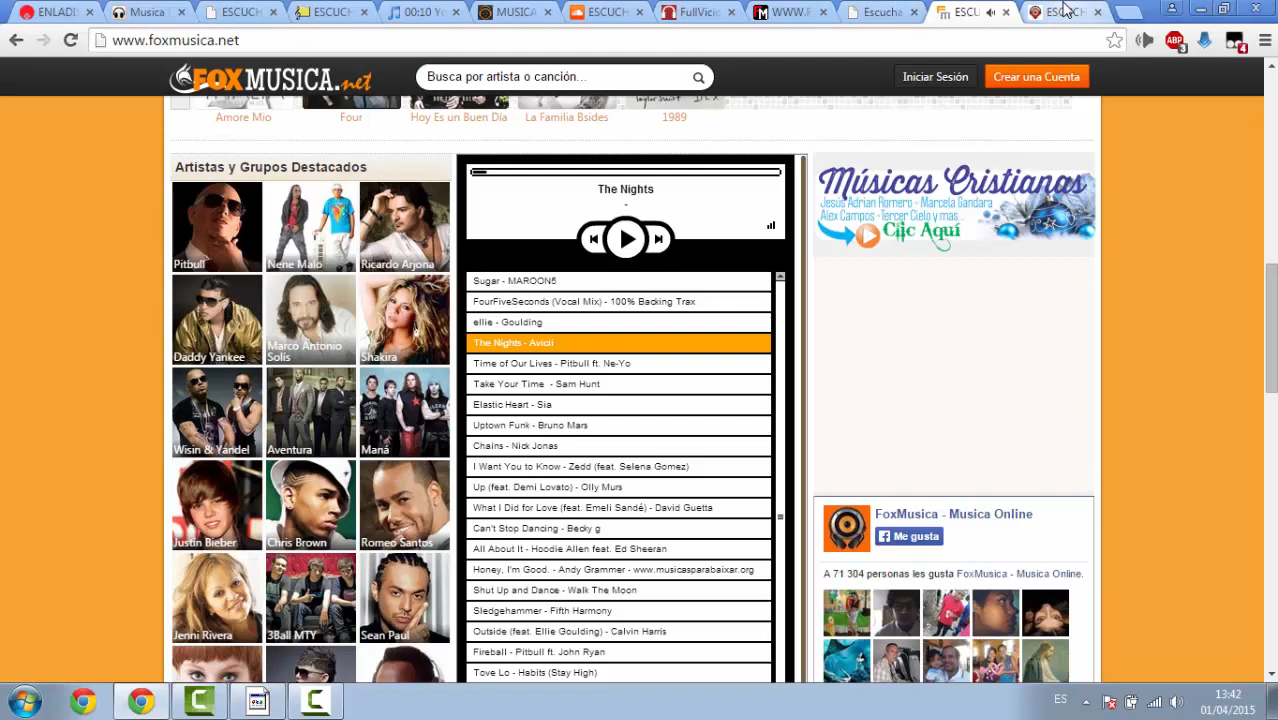 ENLADIS
Musica
ESCUCH
ESCUCH
00:10 Yo
MUSICA
ESCUCH
FullVicio
WWW.F
Escucha
ESCU
ESCUCH
www.foxmusica.net
ABP
3
4
FOXMUSICA.net
Busca por artista o canción...
Iniciar Sesión
Crear una Cuenta
Amore Mio
Four
Hoy Es un Buen Día
La Familia Bsides
1989
Artistas y Grupos Destacados
Pitbull
Nene Malo
Ricardo Arjona
Daddy Yankee
Marco Antonio
Solis
Shakira
Wisin & Yandel
Aventura
Maná
Justin Bieber
Chris Brown
Romeo Santos
Jenni Rivera
3Ball MTY
Sean Paul
The Nights
-
Sugar - MAROON5
FourFiveSeconds (Vocal Mix) - 100% Backing Trax
ellie - Goulding
The Nights - Avicii
Time of Our Lives - Pitbull ft. Ne-Yo
Take Your Time - Sam Hunt
Elastic Heart - Sia
Uptown Funk - Bruno Mars
Chains - Nick Jonas
I Want You to Know - Zedd (feat. Selena Gomez)
Up (feat. Demi Lovato) - Olly Murs
What I Did for Love (feat. Emeli Sandé) - David Guetta
Can't Stop Dancing - Becky g
All About It - Hoodie Allen feat. Ed Sheeran
Honey, I'm Good. - Andy Grammer - www.musicasparabaixar.org
Shut Up and Dance - Walk The Moon
Sledgehammer - Fifth Harmony
Outside (feat. Ellie Goulding) - Calvin Harris
Fireball - Pitbull ft. John Ryan
Tove Lo - Habits (Stay High)
Músicas Cristianas
Jesús Adrian Romero - Marcela Gandara
Alex Campos - Tercer Cielo y mas...
Clic Aquí
FoxMusica - Musica Online
Me gusta
A 71 304 personas les gusta FoxMusica - Musica Online.
ES
13:42
01/04/2015